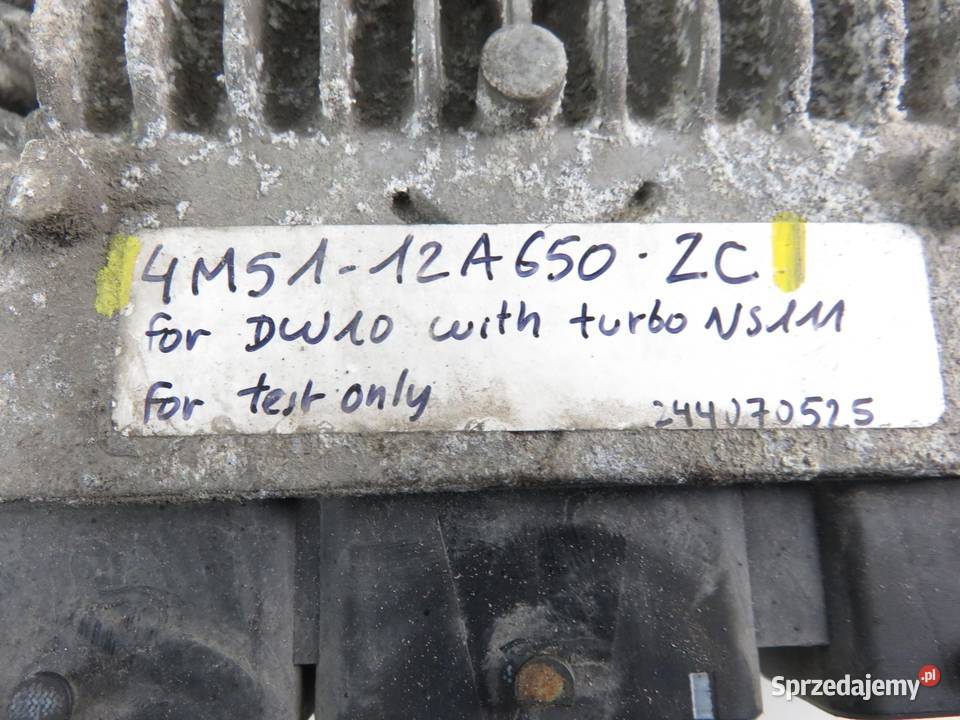 4M51-12A650-ZC
for DW10 with turbo NS111
for test only
244070525
Sprzedajemy.pl